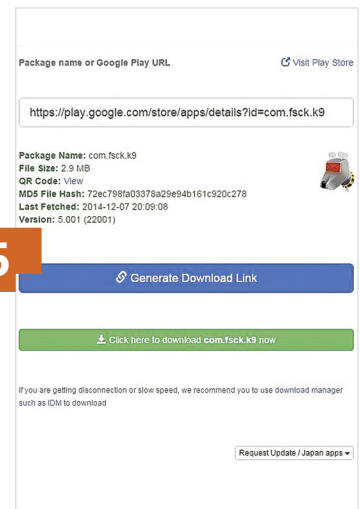 Package name or Google Play URL
Visit Play Store
https://play.google.com/store/apps/details?id=com.fsck.k9
Package Name: com.fsck.k9
File Size: 2.9 MB
QR Code: View
MD5 File Hash: 72ec798fa03378a29e94b161c920c278
Last Fetched: 2014-12-07 20:09:08
Version: 5.001 (22001)
5
Generate Download Link
Click here to download com.fsck.k9 now
If you are getting disconnection or slow speed, we recommend you to use download manager
such as IDM to download
Request Update / Japan apps